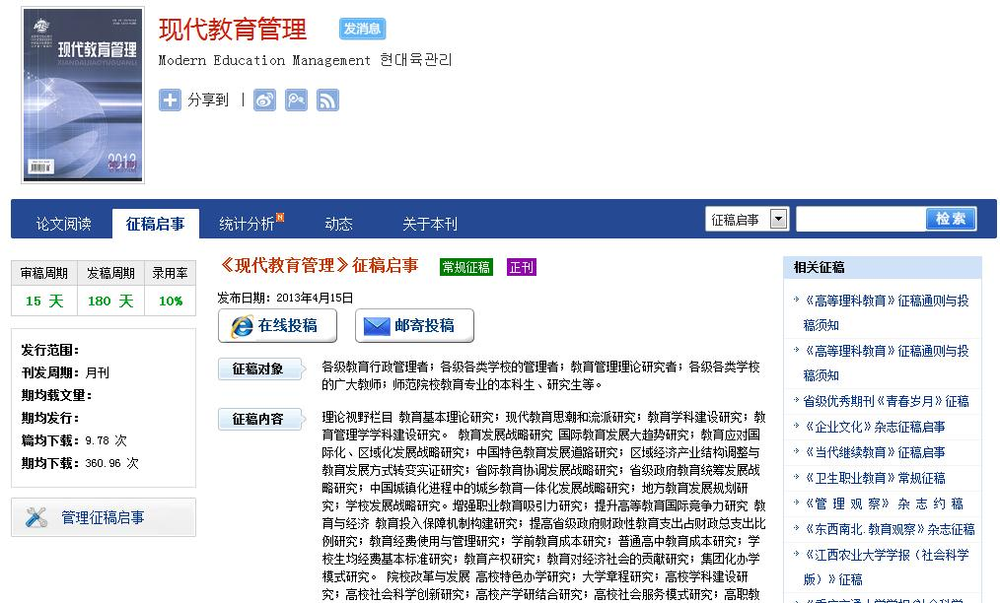 现代教育管理
XIANDAIJIAOYUGUANLI
2013
现代教育管理
发消息
Modern Education Management 현대육관리
分享到 |
论文阅读
征稿启事
统计分析
N
动态
关于本刊
征稿启事
检索
审稿周期 发稿周期 录用率
15 天 180 天 10%
发行范围：
刊发周期：月刊
期均载文量：
期均发行：
篇均下载：9.78 次
期均下载：360.96 次
管理征稿启事
《现代教育管理》征稿启事
常规征稿
正刊
发布日期：2013年4月15日
在线投稿
邮寄投稿
征稿对象
各级教育行政管理者；各级各类学校的管理者；教育管理理论研究者；各级各类学校
的广大教师；师范院校教育专业的本科生、研究生等。
征稿内容
理论视野栏目 教育基本理论研究；现代教育思潮和流派研究；教育学科建设研究；教
育管理学学科建设研究。 教育发展战略研究 国际教育发展大趋势研究；教育应对国
际化、区域化发展战略研究；中国特色教育发展道路研究；区域经济产业结构调整与
教育发展方式转变实证研究；省际教育协调发展战略研究；省级政府教育统筹发展战
略研究；中国城镇化进程中的城乡教育一体化发展战略研究；地方教育发展规划研
究；学校发展战略研究。增强职业教育吸引力研究；提升高等教育国际竞争力研究 教
育与经济 教育投入保障机制构建研究；提高省级政府财政性教育支出占财政总支出比
例研究；教育经费使用与管理研究；学前教育成本研究；普通高中教育成本研究；学
校生均经费基本标准研究；教育产权研究；教育对经济社会的贡献研究；集团化办学
模式研究。 院校改革与发展 高校特色办学研究；大学章程研究；高校学科建设研
究；高校社会科学创新研究；高校产学研结合研究；高校社会服务模式研究；高职教
相关征稿
《高等理科教育》征稿通则与投
稿须知
《高等理科教育》征稿通则与投
稿须知
省级优秀期刊《青春岁月》征稿
《企业文化》杂志征稿启事
《当代继续教育》征稿启事
《卫生职业教育》常规征稿
《管 理 观 察》 杂 志 约 稿
《东西南北.教育观察》杂志征稿
《江西农业大学学报（社会科学
版）》征稿